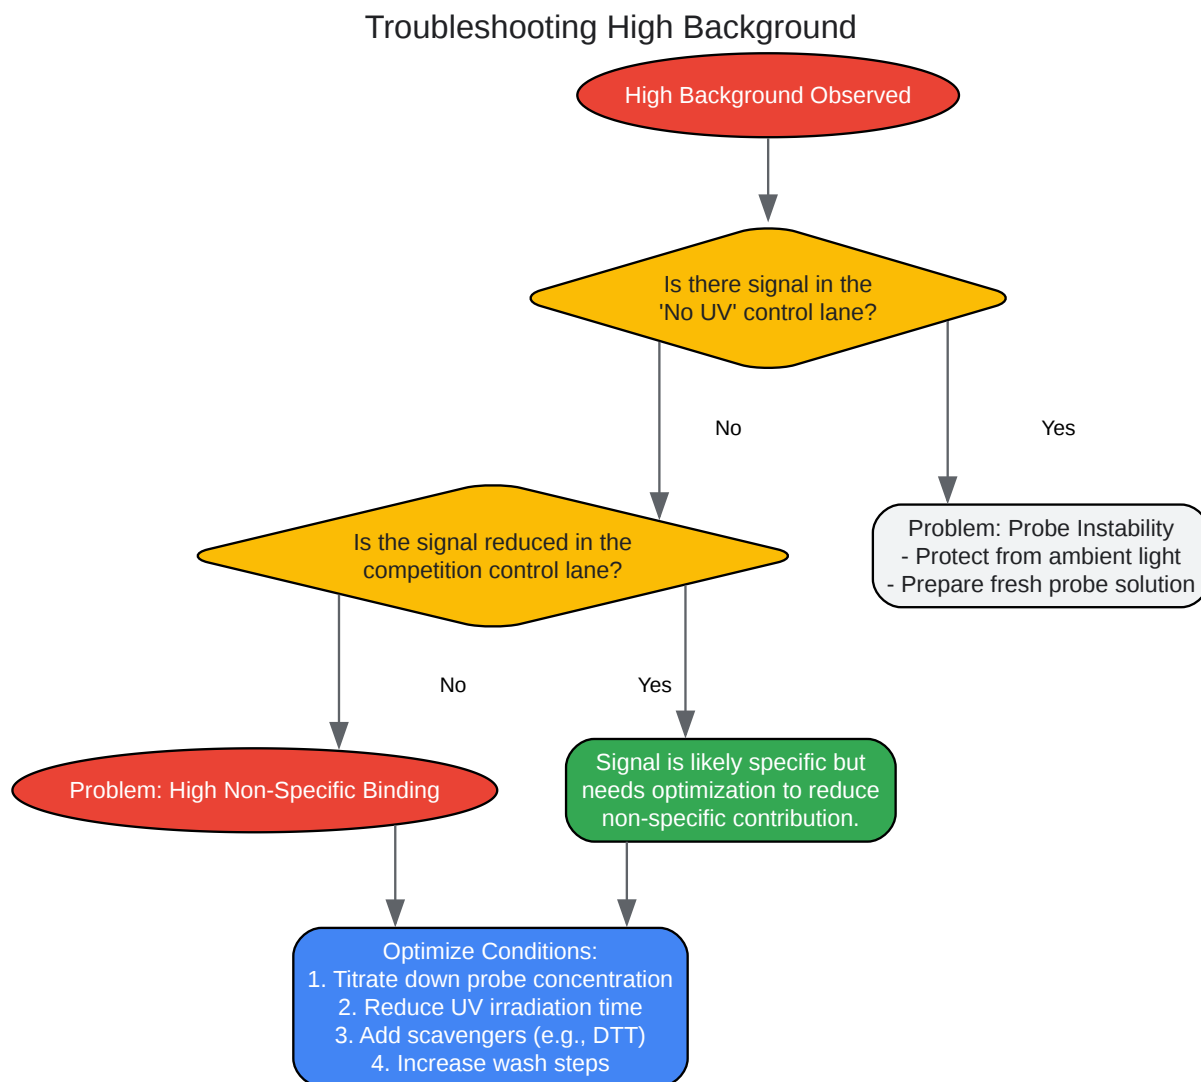 Troubleshooting High Background
High Background Observed
Is there signal in the
'No UV' control lane?
No
Yes
Is the signal reduced in the
competition control lane?
Problem: Probe Instability
- Protect from ambient light
- Prepare fresh probe solution
No
Yes
Problem: High Non-Specific Binding
Signal is likely specific but
needs optimization to reduce
non-specific contribution.
Optimize Conditions:
1. Titrate down probe concentration
2. Reduce UV irradiation time
3. Add scavengers (e.g., DTT)
4. Increase wash steps